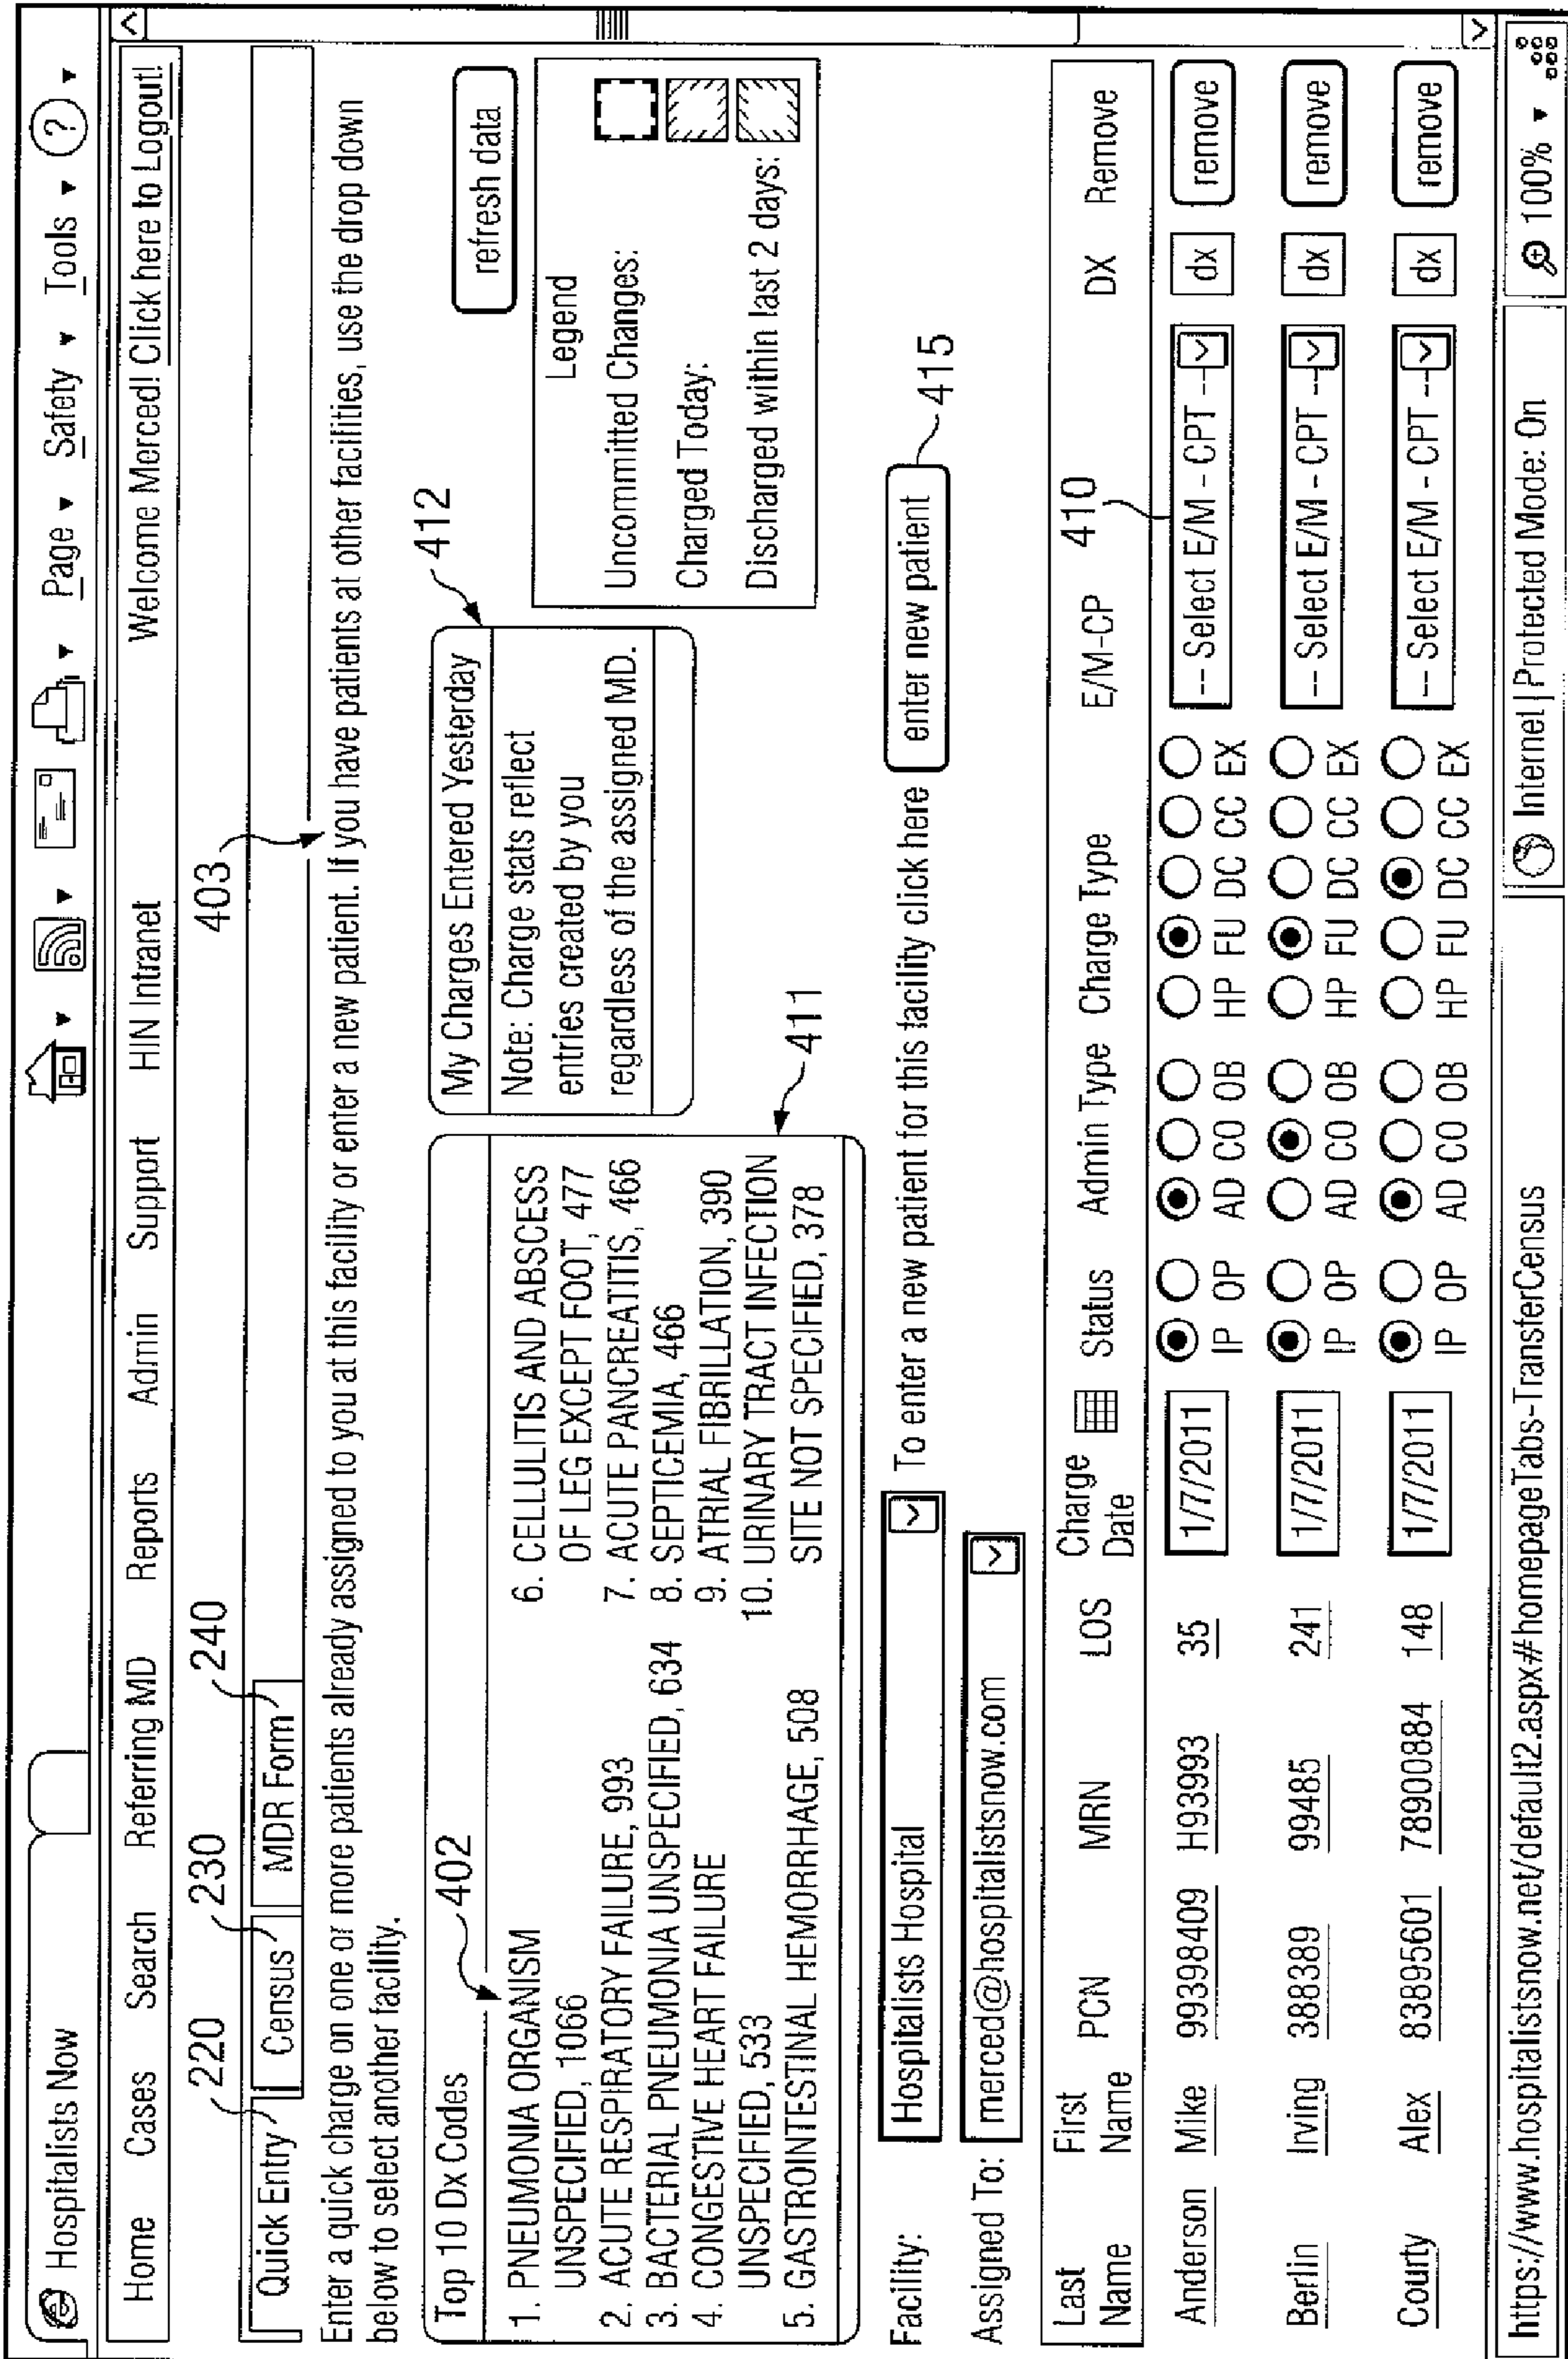 Hospitalists Now
Page Safety Tools ?
Home Cases Search Referring MD Reports Admin Support HIN Intranet Welcome Merced! Click here to Logout!
220 230 240 403
Quick Entry Census MDR Form
Enter a quick charge on one or more patients already assigned to you at this facility or enter a new patient. If you have patients at other facilities, use the drop down
below to select another facility.
402
Top 10 Dx Codes
1. PNEUMONIA ORGANISM
UNSPECIFIED, 1066
2. ACUTE RESPIRATORY FAILURE, 993
3. BACTERIAL PNEUMONIA UNSPECIFIED, 634
4. CONGESTIVE HEART FAILURE
UNSPECIFIED, 533
5. GASTROINTESTINAL HEMORRHAGE, 508
6. CELLULITIS AND ABSCESS
OF LEG EXCEPT FOOT, 477
7. ACUTE PANCREATITIS, 466
8. SEPTICEMIA, 466
9. ATRIAL FIBRILLATION, 390
10. URINARY TRACT INFECTION
SITE NOT SPECIFIED, 378
411
412
My Charges Entered Yesterday
Note: Charge stats reflect
entries created by you
regardless of the assigned MD.
refresh data
Legend
Uncommitted Changes:
Charged Today:
Discharged within last 2 days:
Facility: Hospitalists Hospital To enter a new patient for this facility click here enter new patient 415
Assigned To: merced@hospitalistsnow.com
410
Last Name First Name PCN MRN LOS Charge Date Status Admin Type Charge Type E/M-CP DX Remove
Anderson Mike 99398409 H93993 35 1/7/2011 IP OP AD CO OB HP FU DC CC EX -- Select E/M - CPT -- dx remove
Berlin Irving 388389 99485 241 1/7/2011 IP OP AD CO OB HP FU DC CC EX -- Select E/M - CPT -- dx remove
Courty Alex 83895601 78900884 148 1/7/2011 IP OP AD CO OB HP FU DC CC EX -- Select E/M - CPT -- dx remove
https://www.hospitalistsnow.net/default2.aspx#homepageTabs-TransferCensus Internet | Protected Mode: On 100%